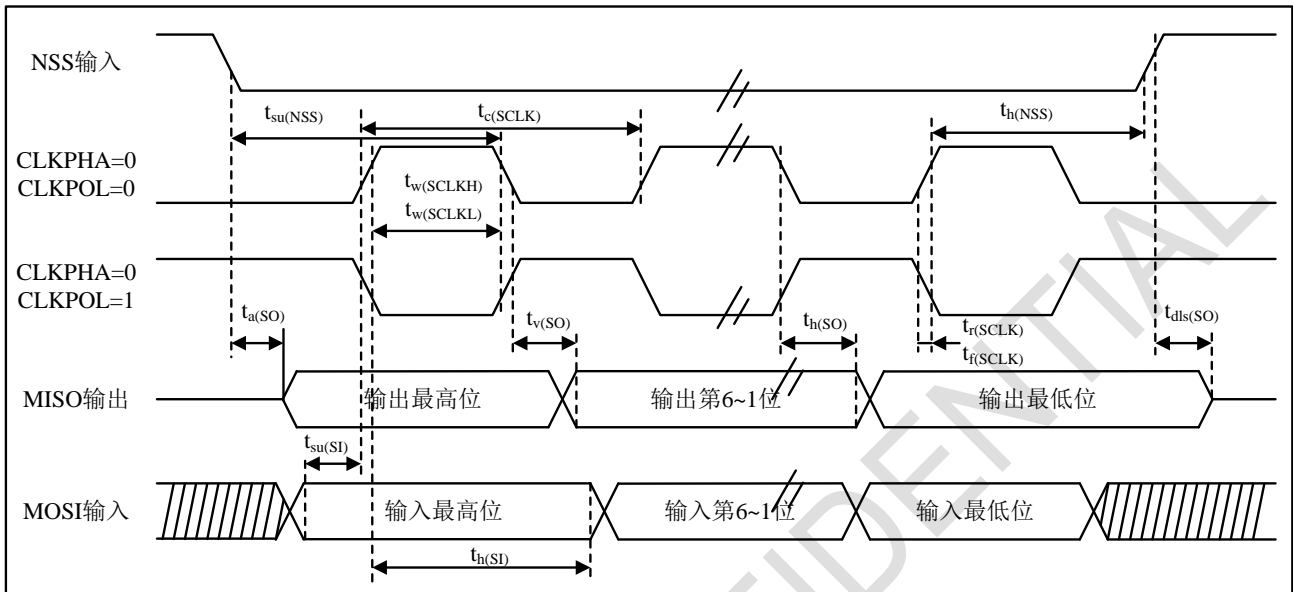 NSS输入
tsu(NSS)
tc(SCLK)
th(NSS)
CLKPHA=0
CLKPOL=0
tw(SCLKH)
tw(SCLKL)
CLKPHA=0
CLKPOL=1
ta(SO)
tv(SO)
th(SO)
tr(SCLK)
tf(SCLK)
tdls(SO)
MISO输出
输出最高位
输出第6~1位
输出最低位
tsu(SI)
MOSI输入
输入最高位
输入第6~1位
输入最低位
th(SI)
FIDENTIAL